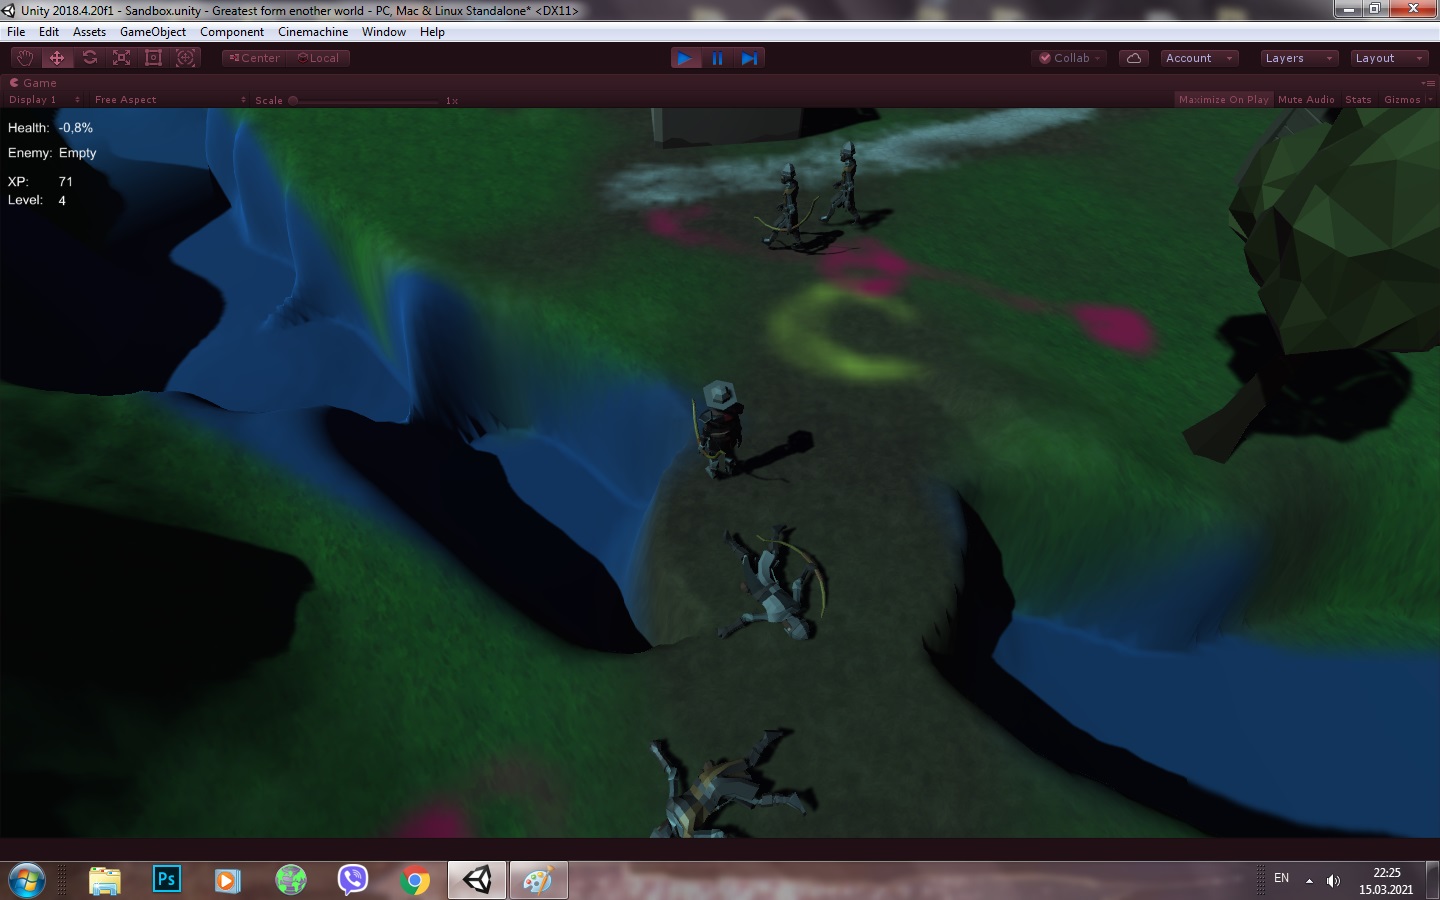 Unity 2018.4.20f1 - Sandbox.unity - Greatest form enother world - PC, Mac & Linux Standalone* <DX11>
File Edit Assets GameObject Component Cinemachine Window Help
Center Local Collab Account Layers Layout
Game
Display 1 Free Aspect Scale 1x Maximize On Play Mute Audio Stats Gizmos
Health: -0,8%
Enemy: Empty
XP: 71
Level: 4
Ps
EN
22:25
15.03.2021